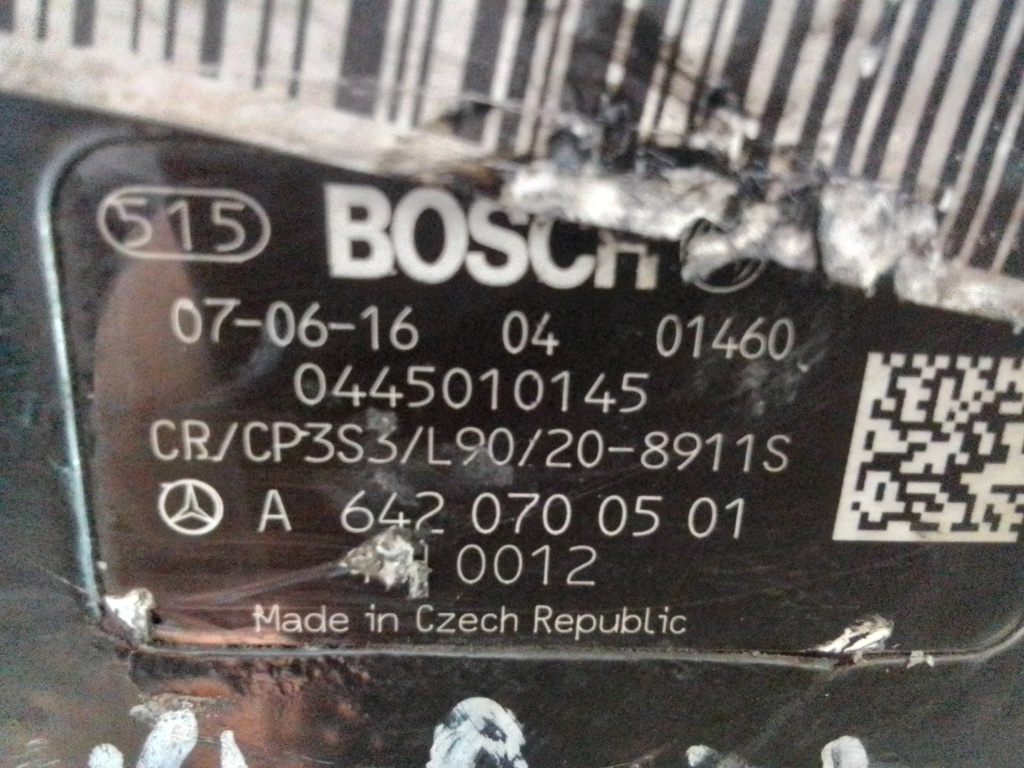 515 BOSCH
07-06-16 04 01460
0445010145
CR/CP3S3/L90/20-8911S
A 642 070 05 01
0012
Made in Czech Republic